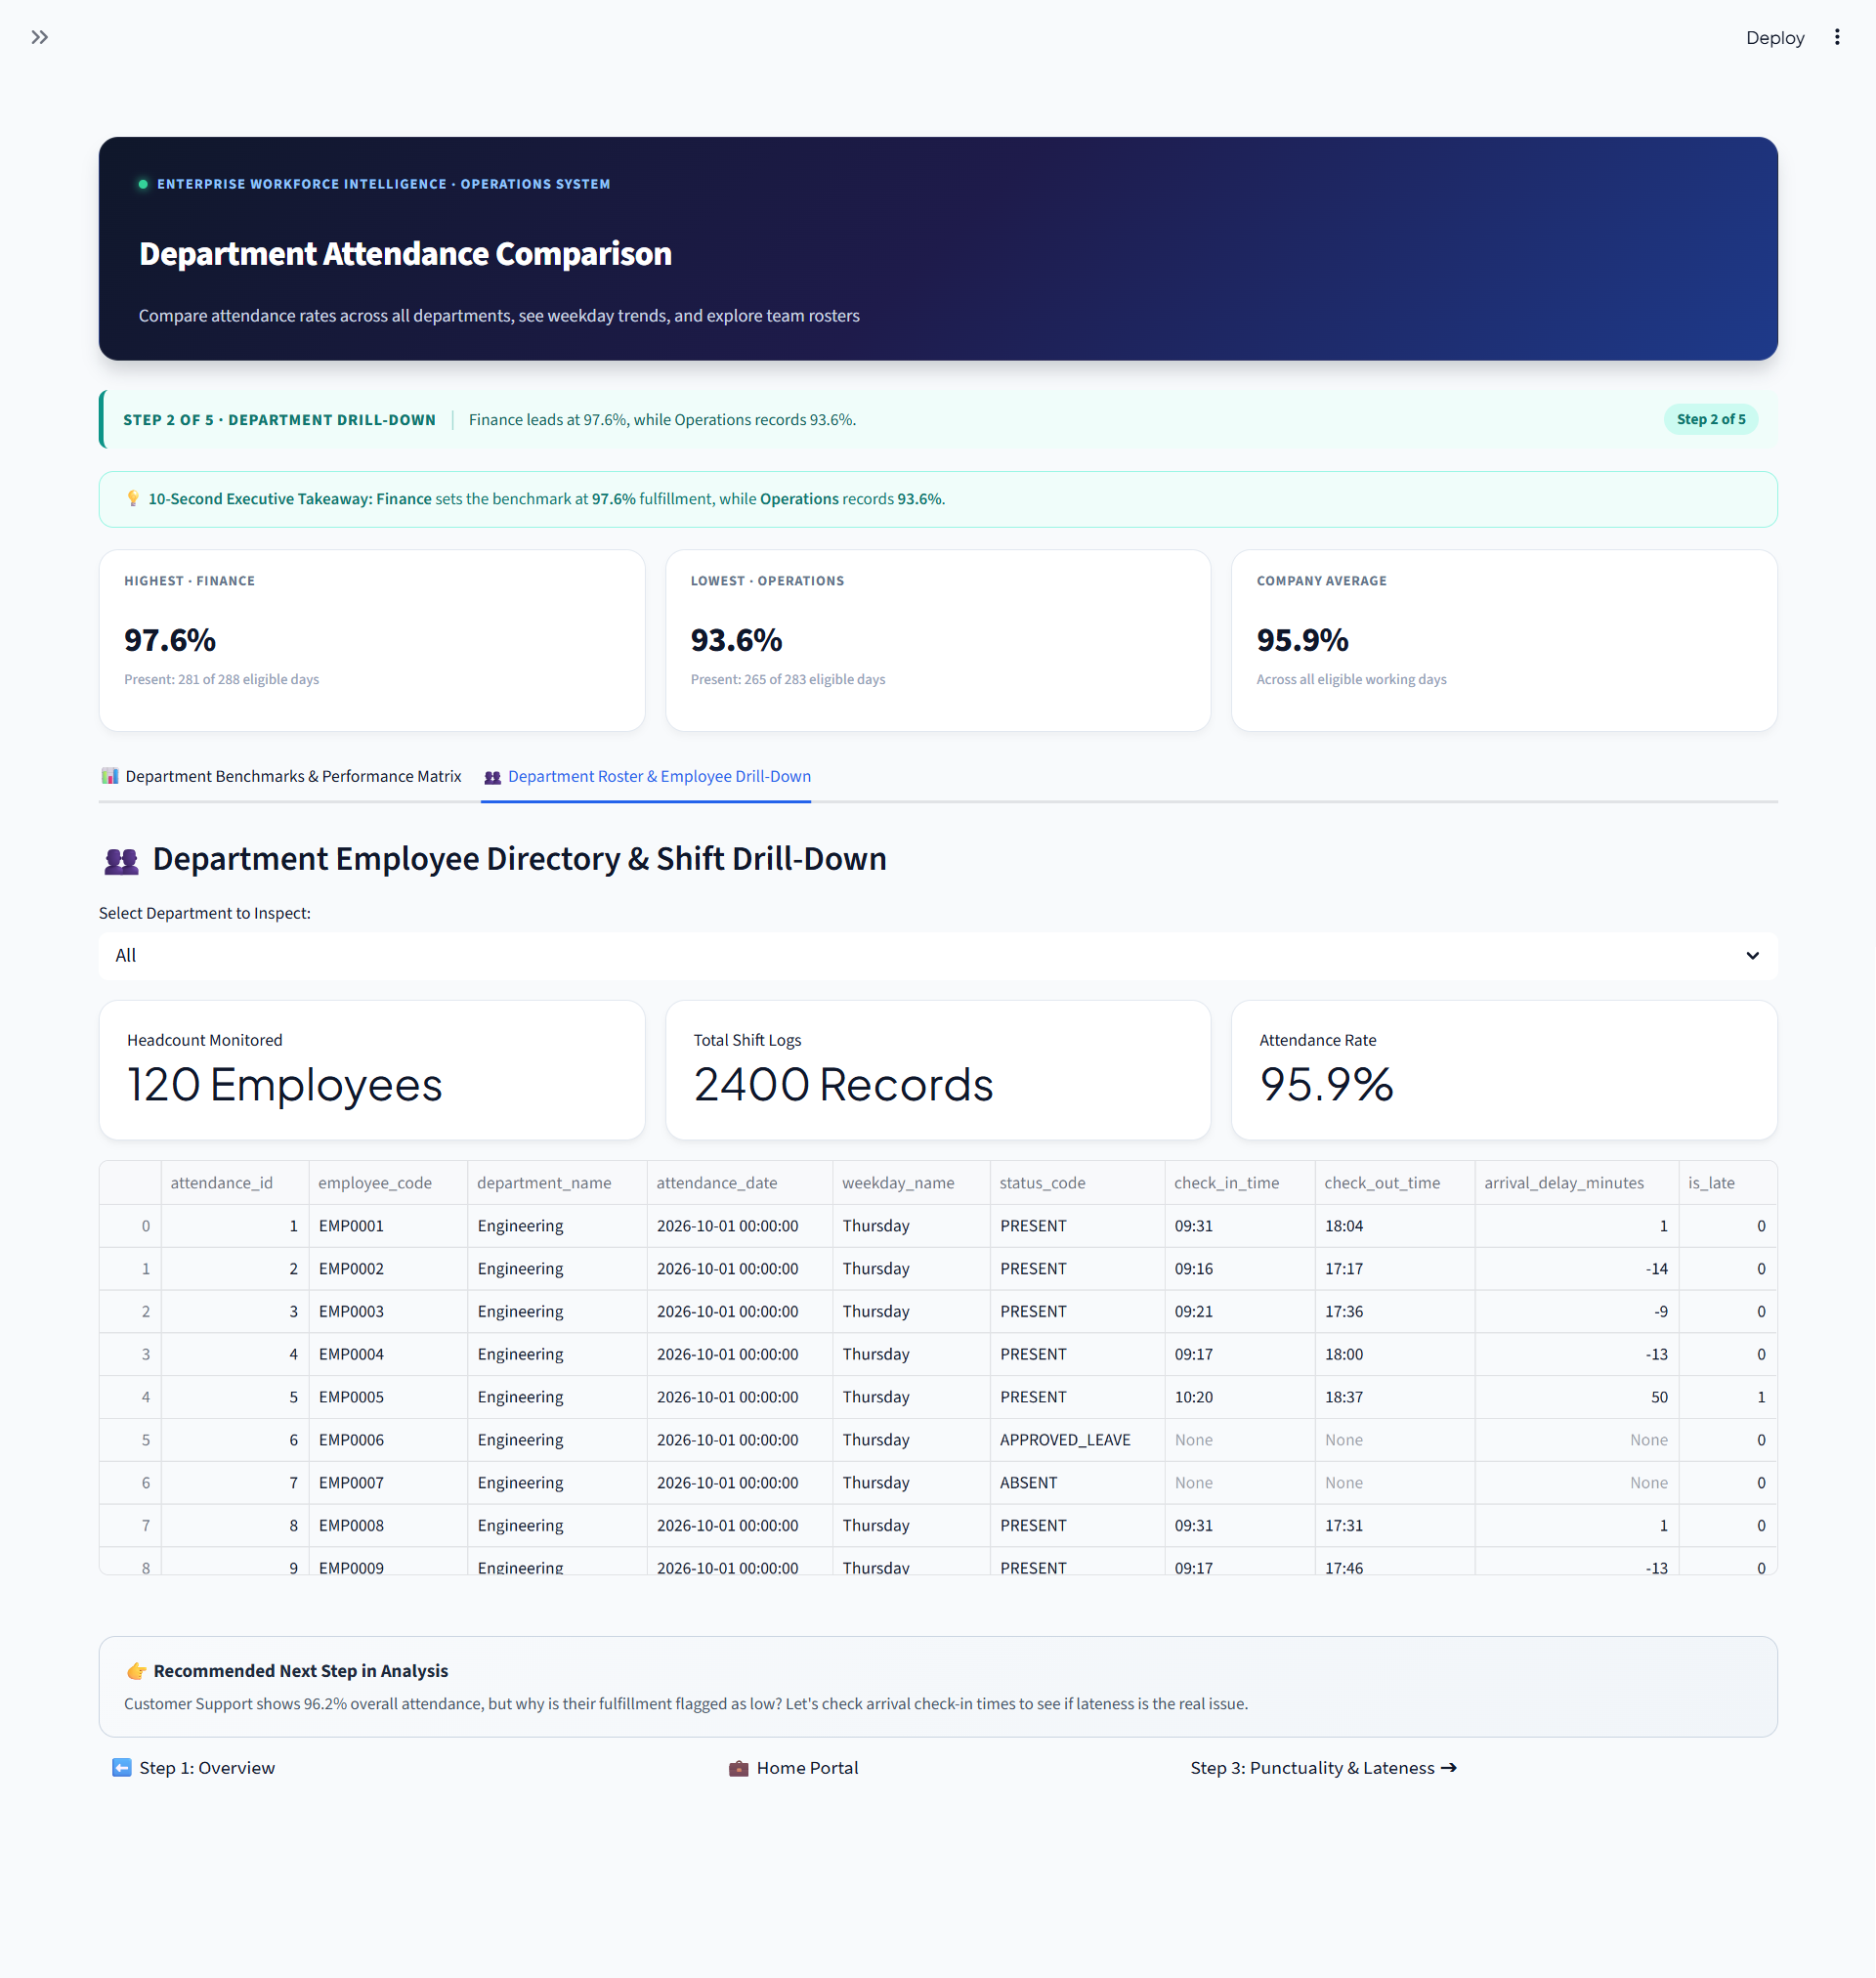 Deploy
ENTERPRISE WORKFORCE INTELLIGENCE · OPERATIONS SYSTEM
Department Attendance Comparison
Compare attendance rates across all departments, see weekday trends, and explore team rosters
STEP 2 OF 5 · DEPARTMENT DRILL-DOWN | Finance leads at 97.6%, while Operations records 93.6%. Step 2 of 5
10-Second Executive Takeaway: Finance sets the benchmark at 97.6% fulfillment, while Operations records 93.6%.
HIGHEST · FINANCE
97.6%
Present: 281 of 288 eligible days
LOWEST · OPERATIONS
93.6%
Present: 265 of 283 eligible days
COMPANY AVERAGE
95.9%
Across all eligible working days
Department Benchmarks & Performance Matrix Department Roster & Employee Drill-Down
Department Employee Directory & Shift Drill-Down
Select Department to Inspect:
All
Headcount Monitored
120 Employees
Total Shift Logs
2400 Records
Attendance Rate
95.9%
attendance_id employee_code department_name attendance_date weekday_name status_code check_in_time check_out_time arrival_delay_minutes is_late
0 1 EMP0001 Engineering 2026-10-01 00:00:00 Thursday PRESENT 09:31 18:04 1 0
1 2 EMP0002 Engineering 2026-10-01 00:00:00 Thursday PRESENT 09:16 17:17 -14 0
2 3 EMP0003 Engineering 2026-10-01 00:00:00 Thursday PRESENT 09:21 17:36 -9 0
3 4 EMP0004 Engineering 2026-10-01 00:00:00 Thursday PRESENT 09:17 18:00 -13 0
4 5 EMP0005 Engineering 2026-10-01 00:00:00 Thursday PRESENT 10:20 18:37 50 1
5 6 EMP0006 Engineering 2026-10-01 00:00:00 Thursday APPROVED_LEAVE None None None 0
6 7 EMP0007 Engineering 2026-10-01 00:00:00 Thursday ABSENT None None None 0
7 8 EMP0008 Engineering 2026-10-01 00:00:00 Thursday PRESENT 09:31 17:31 1 0
8 9 EMP0009 Engineering 2026-10-01 00:00:00 Thursday PRESENT 09:17 17:46 -13 0
Recommended Next Step in Analysis
Customer Support shows 96.2% overall attendance, but why is their fulfillment flagged as low? Let's check arrival check-in times to see if lateness is the real issue.
Step 1: Overview Home Portal Step 3: Punctuality & Lateness →